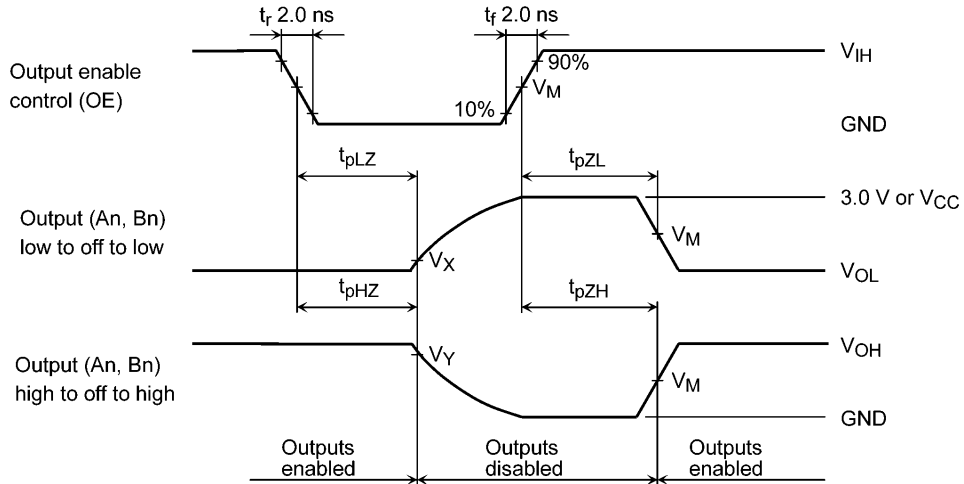 tr 2.0 ns
tf 2.0 ns
Output enable
control (OE)
90%
VM
10%
VIH
GND
tpLZ
tpZL
Output (An, Bn)
low to off to low
VX
VM
3.0 V or VCC
VOL
tpHZ
tpZH
Output (An, Bn)
high to off to high
VY
VM
VOH
GND
Outputs
enabled
Outputs
disabled
Outputs
enabled